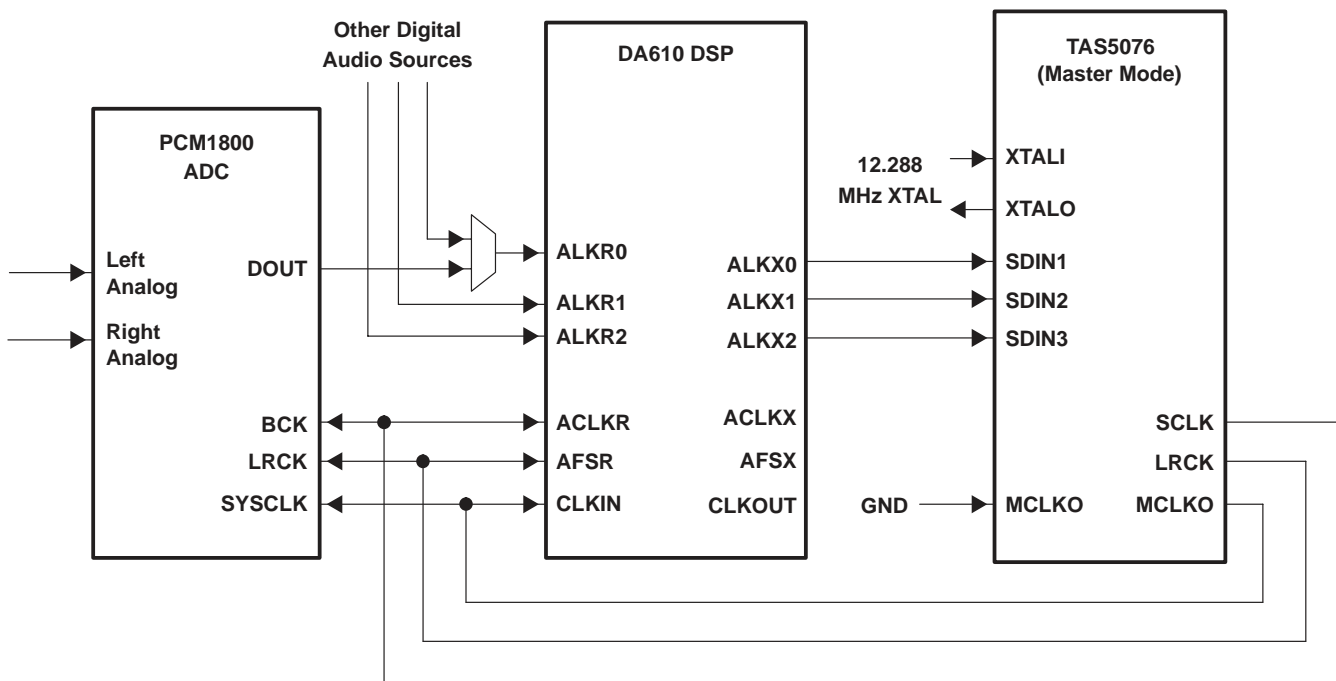 Other Digital
Audio Sources
PCM1800
ADC
Left
Analog
Right
Analog
DOUT
BCK
LRCK
SYSCLK
DA610 DSP
ALKR0
ALKR1
ALKR2
ACLKR
AFSR
CLKIN
ALKX0
ALKX1
ALKX2
ACLKX
AFSX
CLKOUT
12.288
MHz XTAL
GND
TAS5076
(Master Mode)
XTALI
XTALO
SDIN1
SDIN2
SDIN3
MCLKO
SCLK
LRCK
MCLKO